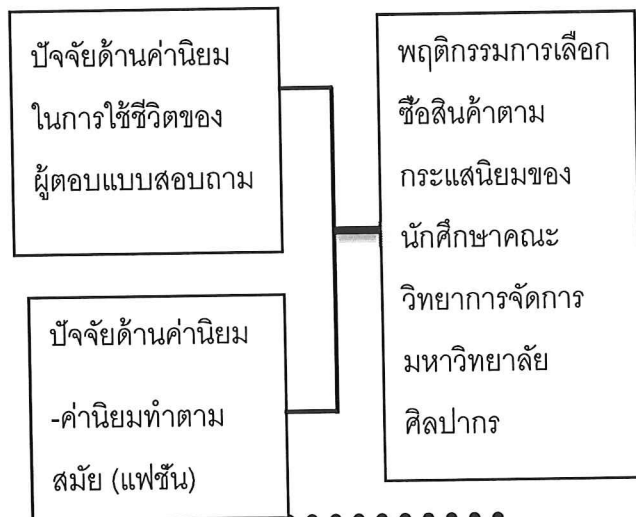 ปัจจัยด้านค่านิยม
ในการใช้ชีวิตของ
ผู้ตอบแบบสอบถาม
ปัจจัยด้านค่านิยม
-ค่านิยมทำตาม
สมัย (แฟชั่น)
พฤติกรรมการเลือก
ซื้อสินค้าตาม
กระแสนิยมของ
นักศึกษาคณะ
วิทยาการจัดการ
มหาวิทยาลัย
ศิลปากร